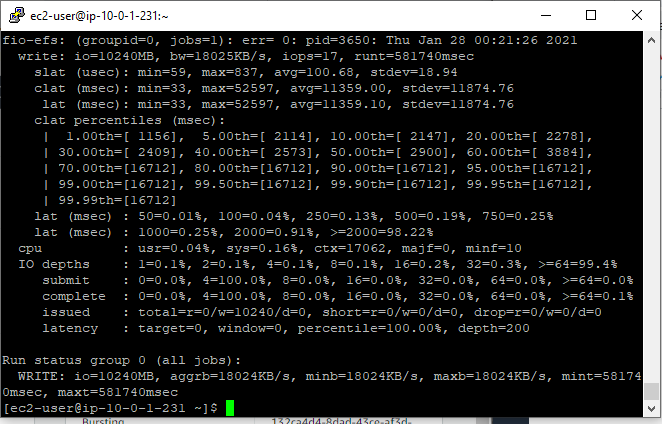 ec2-user@ip-10-0-1-231:~
fio-efs: (groupid=0, jobs=1): err= 0: pid=3650: Thu Jan 28 00:21:26 2021
  write: io=10240MB, bw=18025KB/s, iops=17, runt=581740msec
    slat (usec): min=59, max=837, avg=100.68, stdev=18.94
    clat (msec): min=33, max=52597, avg=11359.00, stdev=11874.76
     lat (msec): min=33, max=52597, avg=11359.10, stdev=11874.76
    clat percentiles (msec):
     |  1.00th=[ 1156],  5.00th=[ 2114], 10.00th=[ 2147], 20.00th=[ 2278],
     | 30.00th=[ 2409], 40.00th=[ 2573], 50.00th=[ 2900], 60.00th=[ 3884],
     | 70.00th=[16712], 80.00th=[16712], 90.00th=[16712], 95.00th=[16712],
     | 99.00th=[16712], 99.50th=[16712], 99.90th=[16712], 99.95th=[16712],
     | 99.99th=[16712]
    lat (msec) : 50=0.01%, 100=0.04%, 250=0.13%, 500=0.19%, 750=0.25%
    lat (msec) : 1000=0.25%, 2000=0.91%, >=2000=98.22%
  cpu          : usr=0.04%, sys=0.16%, ctx=17062, majf=0, minf=10
  IO depths    : 1=0.1%, 2=0.1%, 4=0.1%, 8=0.1%, 16=0.2%, 32=0.3%, >=64=99.4%
     submit    : 0=0.0%, 4=100.0%, 8=0.0%, 16=0.0%, 32=0.0%, 64=0.0%, >=64=0.0%
     complete  : 0=0.0%, 4=100.0%, 8=0.0%, 16=0.0%, 32=0.0%, 64=0.0%, >=64=0.1%
     issued    : total=r=0/w=10240/d=0, short=r=0/w=0/d=0, drop=r=0/w=0/d=0
     latency   : target=0, window=0, percentile=100.00%, depth=200
Run status group 0 (all jobs):
  WRITE: io=10240MB, aggrb=18024KB/s, minb=18024KB/s, maxb=18024KB/s, mint=58174
0msec, maxt=581740msec
[ec2-user@ip-10-0-1-231 ~]$
Bursting